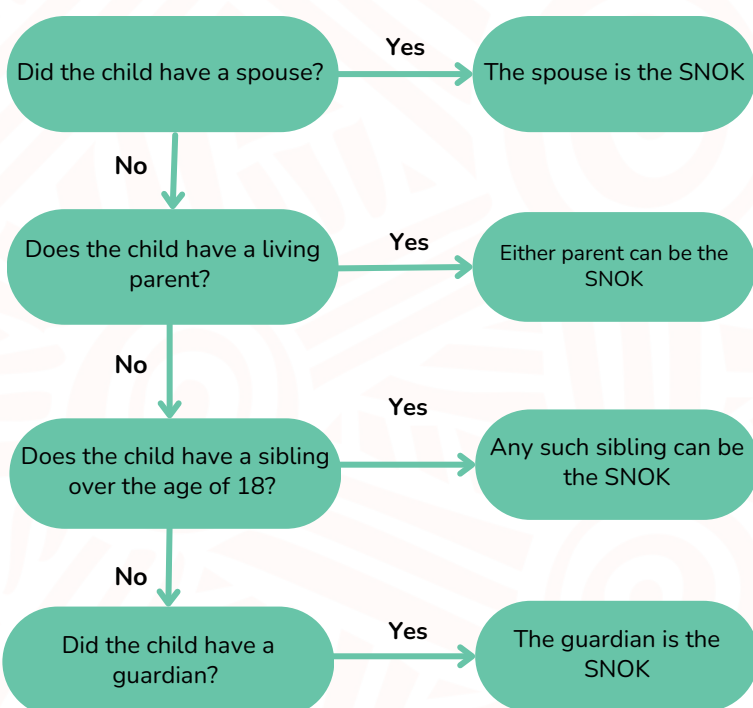 Did the child have a spouse?
Yes
The spouse is the SNOK
No
Does the child have a living
parent?
Yes
Either parent can be the
SNOK
No
Does the child have a sibling
over the age of 18?
Yes
Any such sibling can be
the SNOK
No
Did the child have a
guardian?
Yes
The guardian is the
SNOK